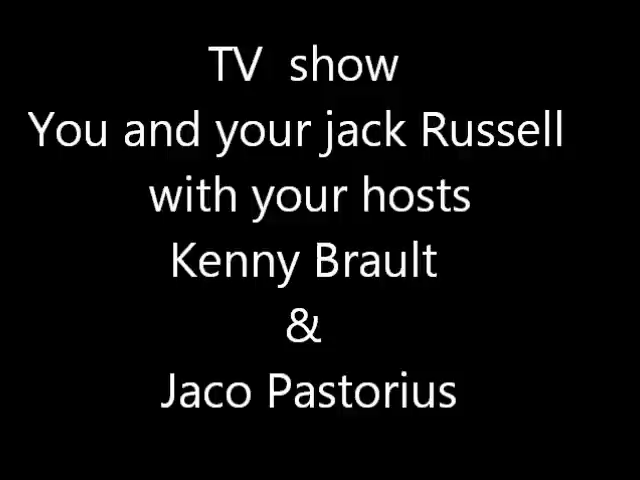 TV show
You and your jack Russell
with your hosts
Kenny Brault
&
Jaco Pastorius